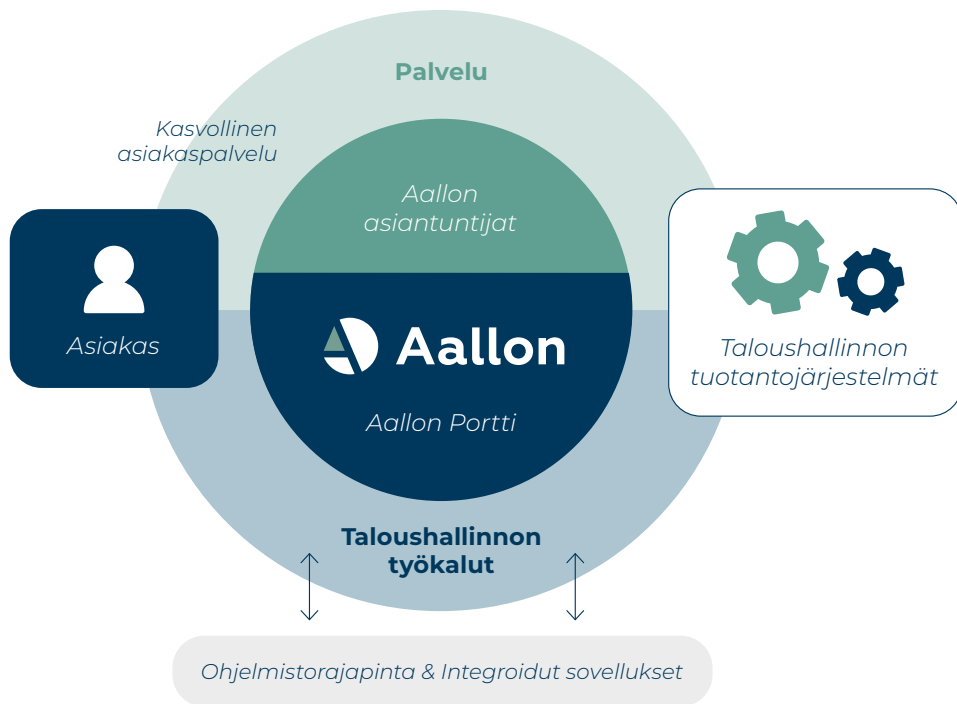 Palvelu
Kasvollinen
asiakaspalvelu
Aallon
asiantuntijat
Asiakas
Aallon
Aallon Portti
Taloushallinnon
tuotantojärjestelmät
Taloushallinnon
työkalut
Ohjelmistorajapinta & Integroidut sovellukset